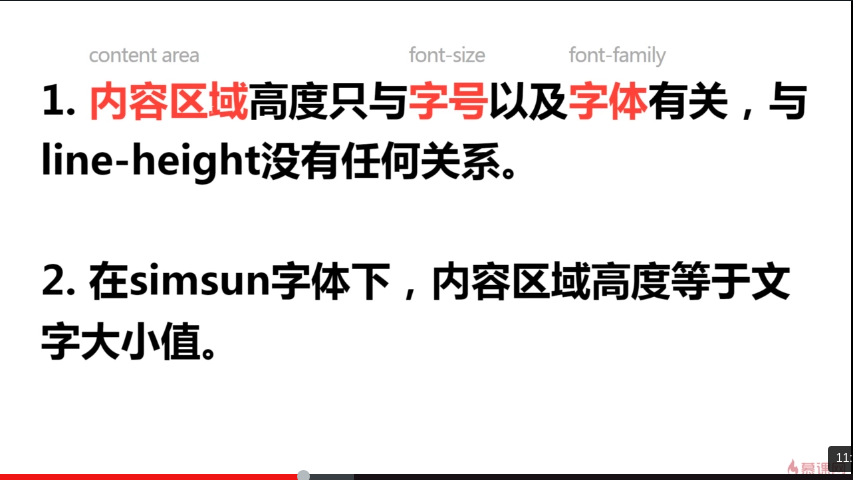 content area font-size font-family
1. 内容区域高度只与字号以及字体有关，与
line-height没有任何关系。
2. 在simsun字体下，内容区域高度等于文
字大小值。
慕课
11: